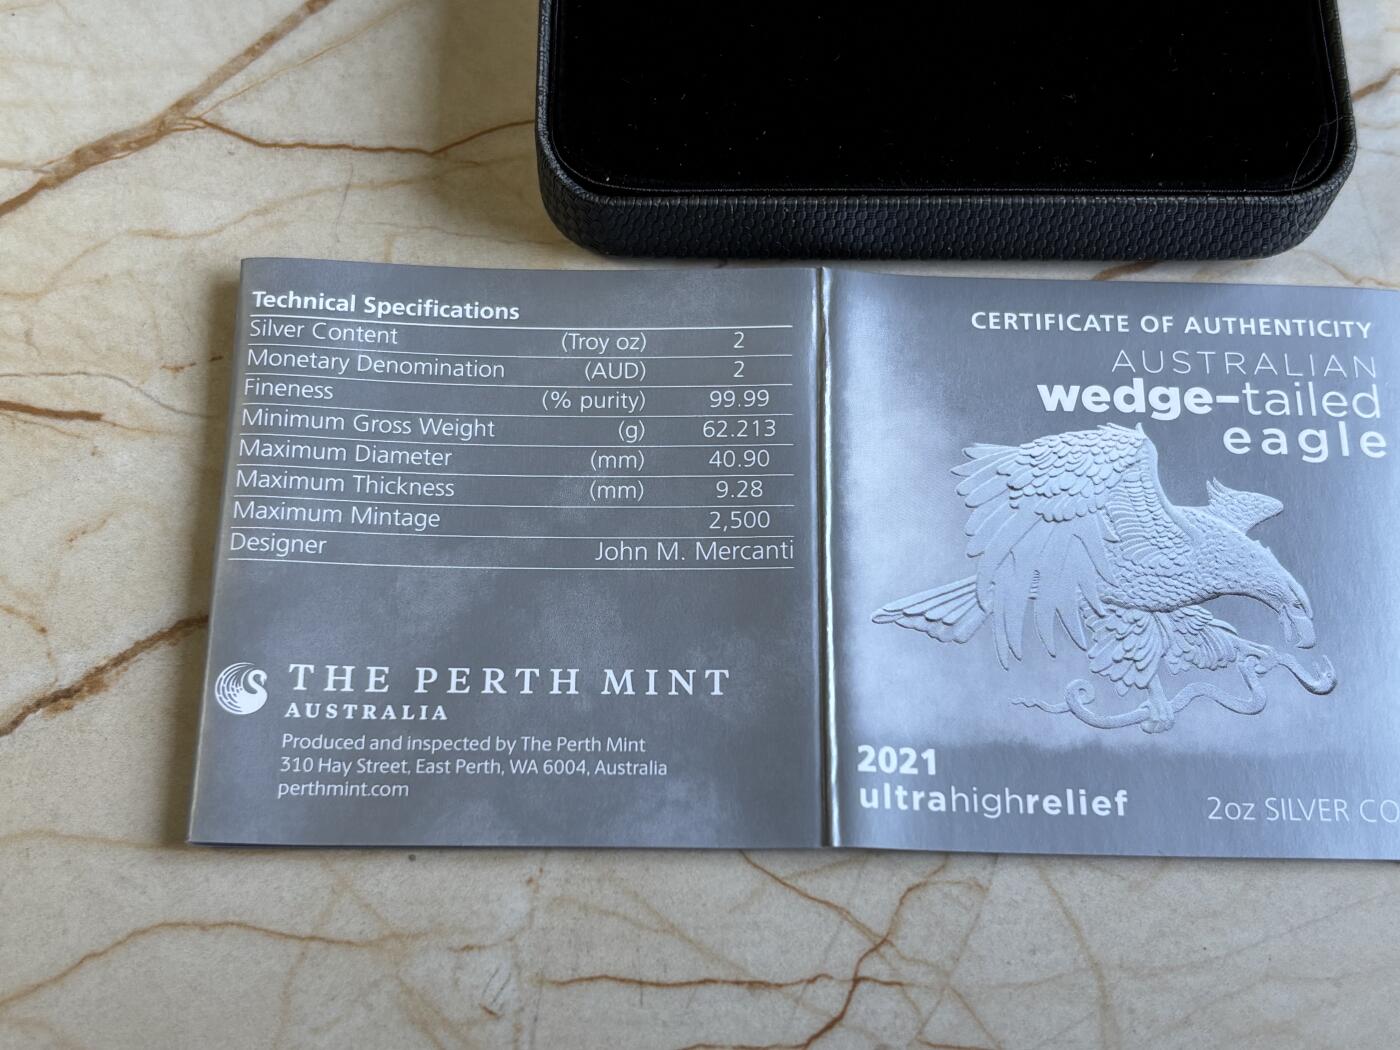 Technical Specifications
Silver Content (Troy oz) 2
Monetary Denomination (AUD) 2
Fineness (% purity) 99.99
Minimum Gross Weight (g) 62.213
Maximum Diameter (mm) 40.90
Maximum Thickness (mm) 9.28
Maximum Mintage 2,500
Designer John M. Mercanti
THE PERTH MINT
AUSTRALIA
Produced and inspected by The Perth Mint
310 Hay Street, East Perth, WA 6004, Australia
perthmint.com
CERTIFICATE OF AUTHENTICITY
AUSTRALIAN
wedge-tailed
eagle
2021
ultrahighrelief
2oz SILVER CO